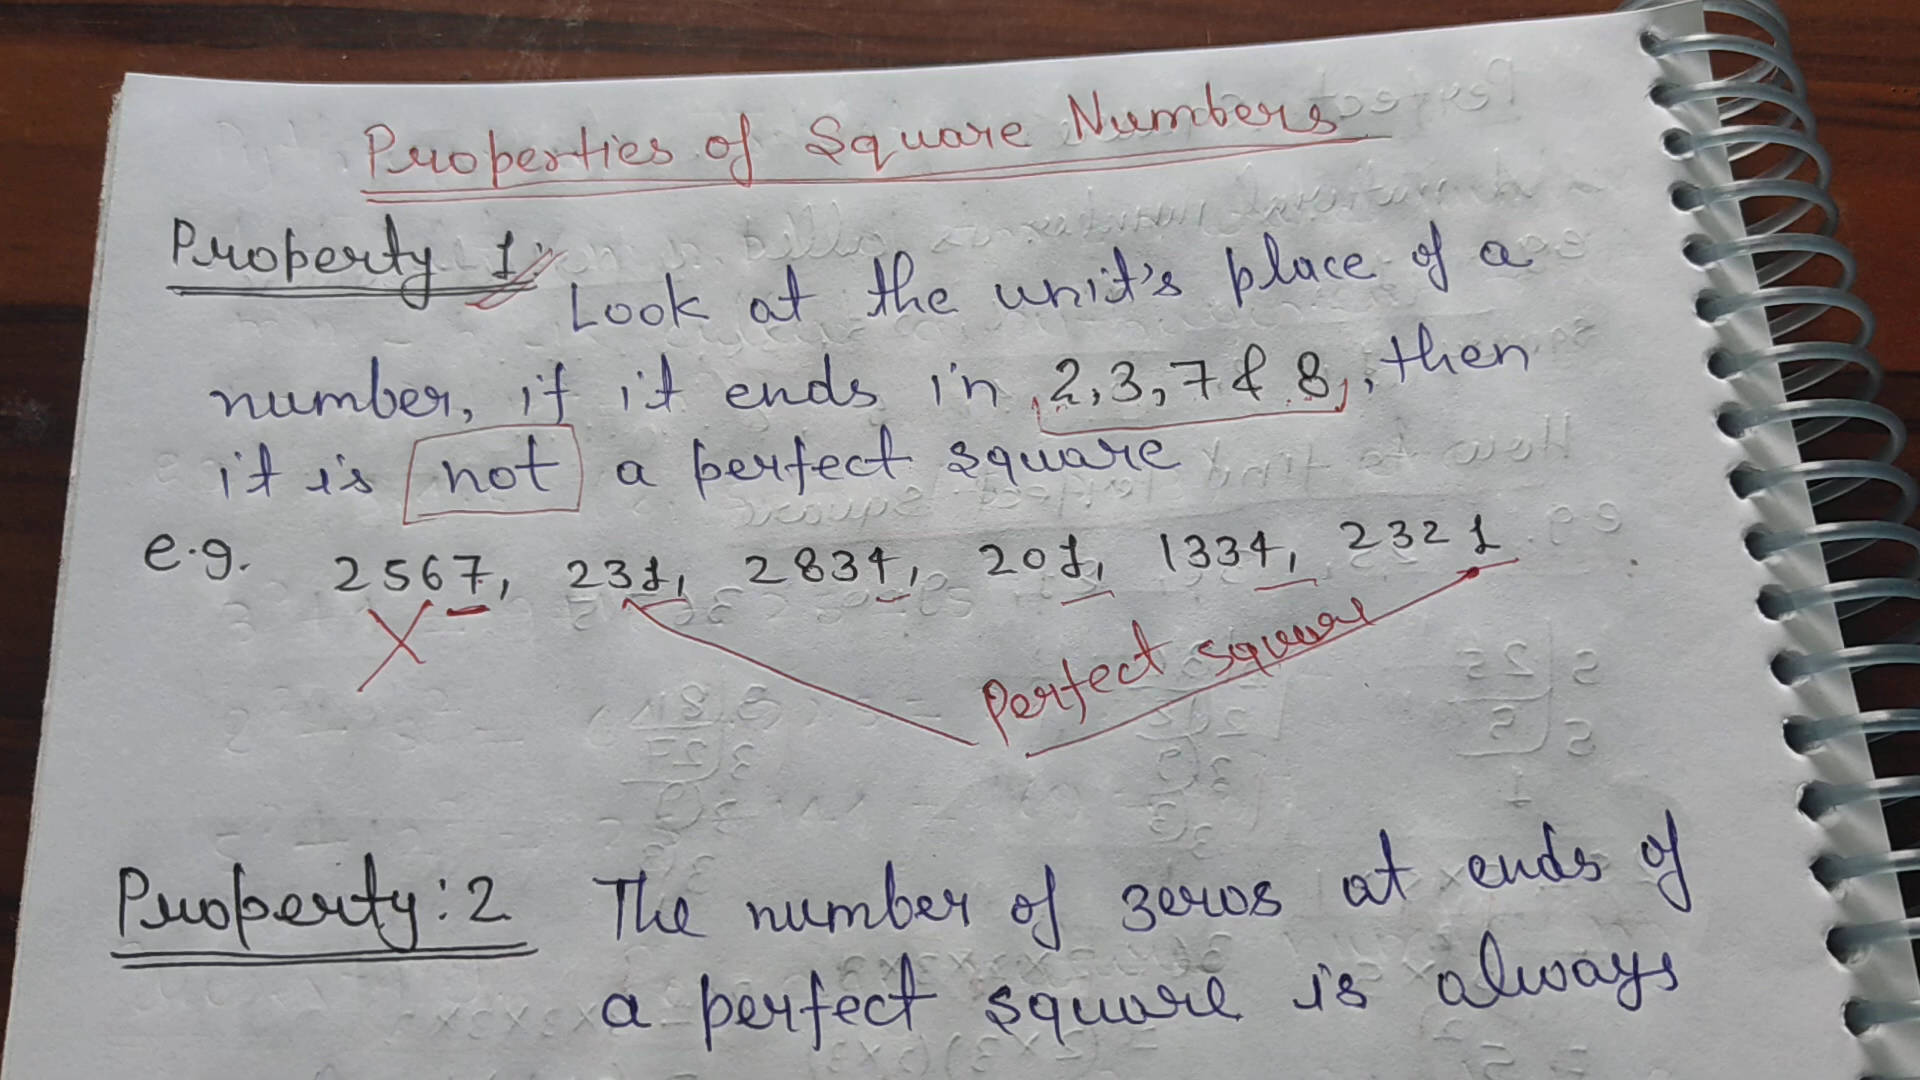 Properties of Square Numbers
Property 1:
Look at the unit's place of a
number, if it ends in 2,3,7 & 8, then
it is not a perfect square
e.g. 2567, 231, 2834, 201, 1334, 2321
Perfect square
Property:2 The number of zeros at ends of
a perfect square is always